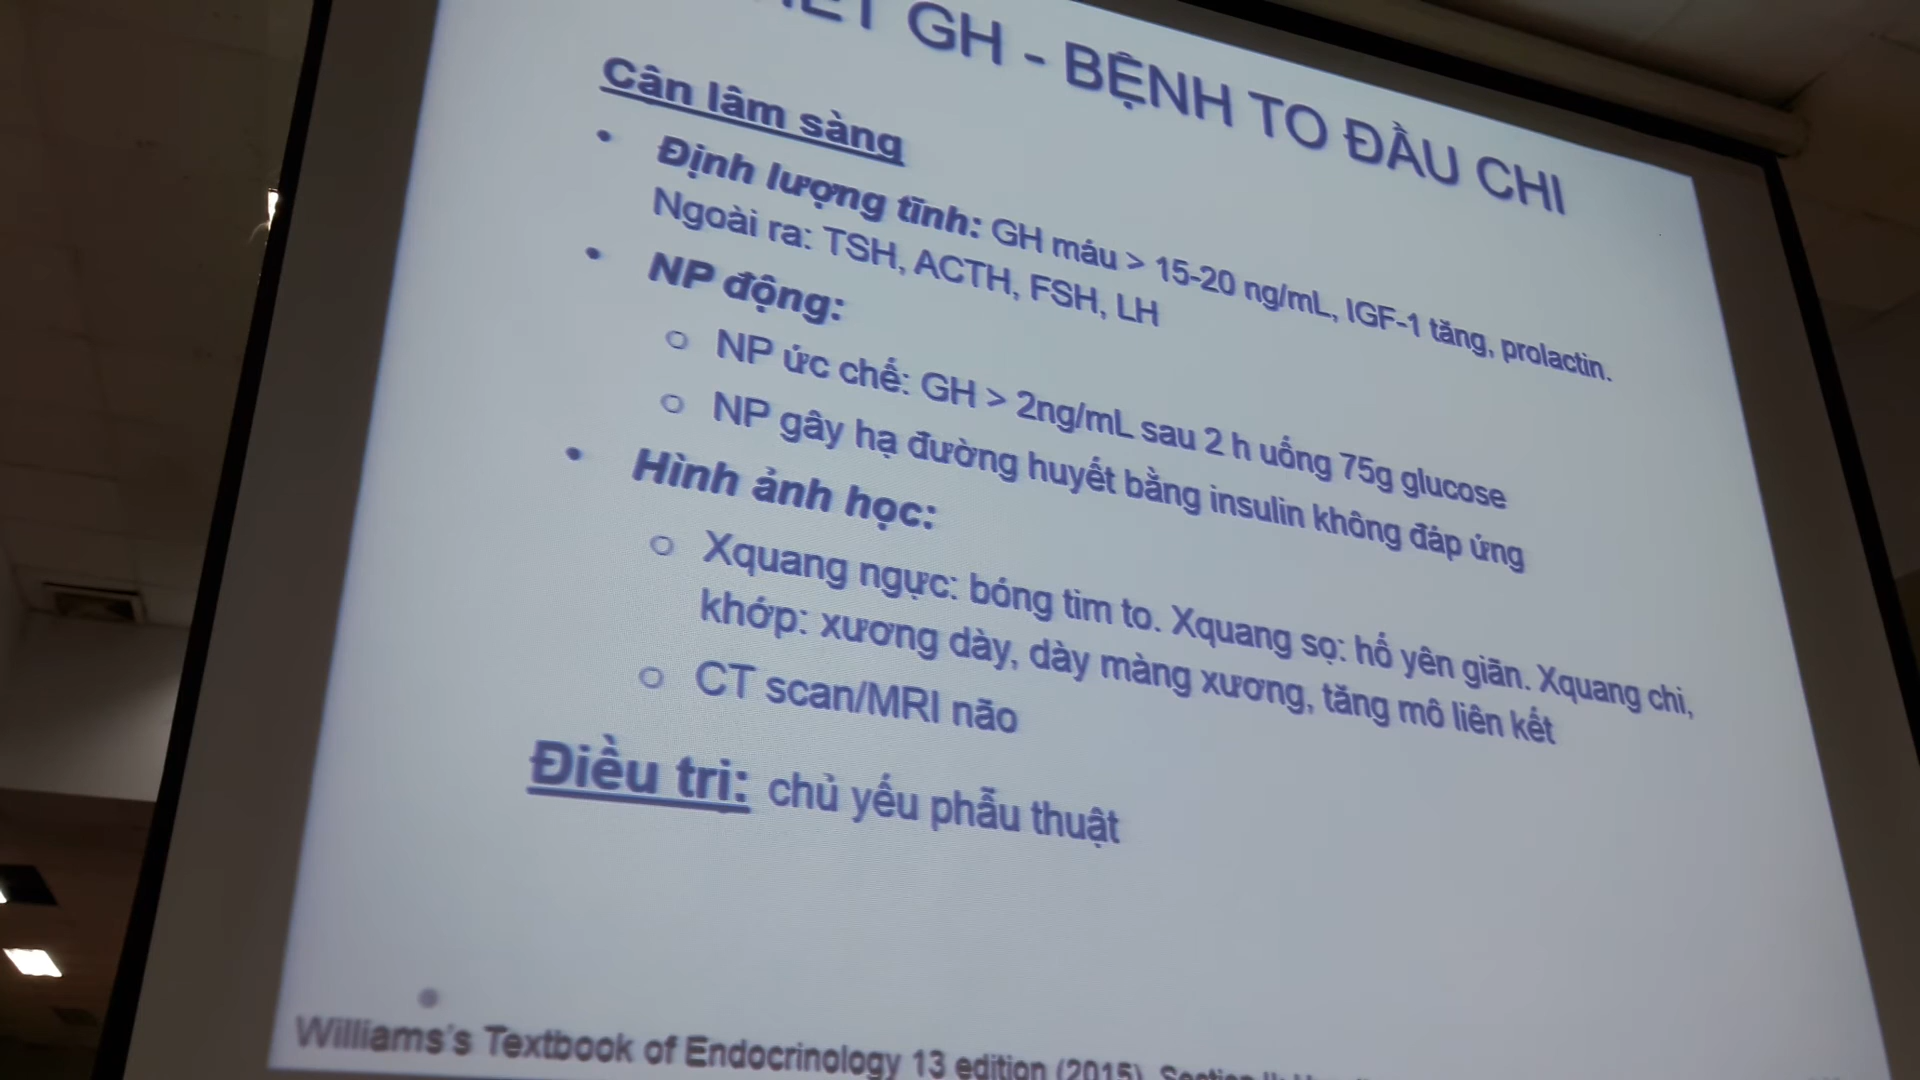 GH - BỆNH TO ĐẦU CHI
Cận lâm sàng
• Định lượng tĩnh: GH máu > 15-20 ng/mL, IGF-1 tăng, prolactin.
Ngoài ra: TSH, ACTH, FSH, LH
• NP động:
○ NP ức chế: GH > 2ng/mL sau 2 h uống 75g glucose
○ NP gây hạ đường huyết bằng insulin không đáp ứng
• Hình ảnh học:
○ Xquang ngực: bóng tim to. Xquang sọ: hố yên giãn. Xquang chi,
khớp: xương dày, dày màng xương, tăng mô liên kết
○ CT scan/MRI não
Điều trị: chủ yếu phẫu thuật
•
Williams's Textbook of Endocrinology 13 edition (2015), Section